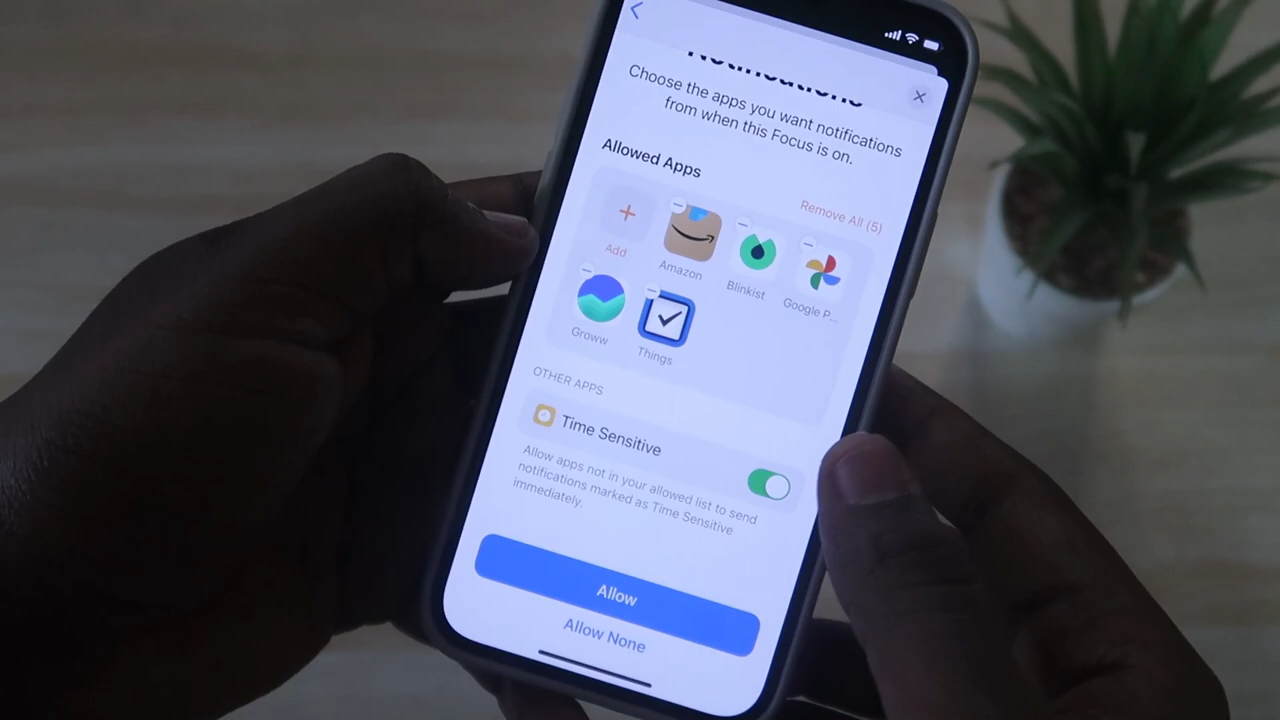 Notifications
Choose the apps you want notifications
from when this Focus is on.
Allowed Apps
Remove All (5)
Add
Amazon
Blinkist
Google P...
Groww
Things
OTHER APPS
Time Sensitive
Allow apps not in your allowed list to send
notifications marked as Time Sensitive
immediately.
Allow
Allow None